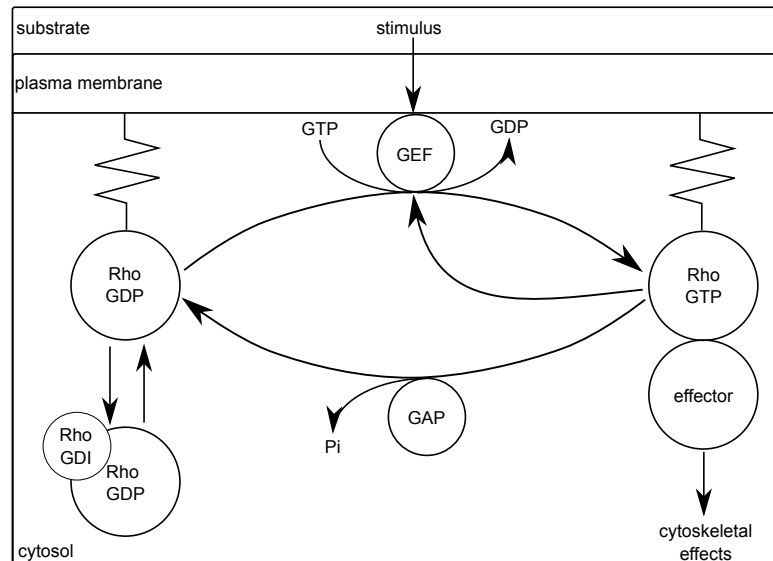 substrate
stimulus
plasma membrane
GTP
GEF
GDP
Rho
GDP
Rho
GTP
Rho
GDI
Rho
GDP
Pi
GAP
effector
cytosol
cytoskeletal
effects